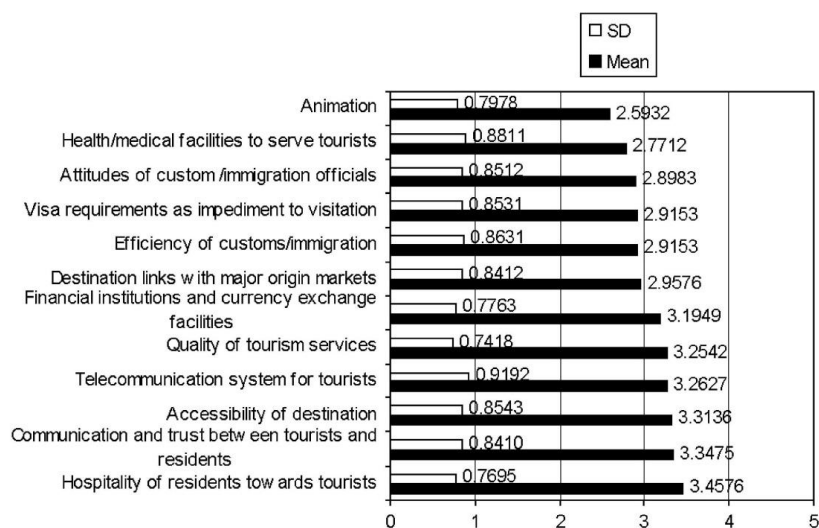 SD
Mean
Animation 0.7978 2.5932
Health/medical facilities to serve tourists 0.8811 2.7712
Attitudes of custom/immigration officials 0.8512 2.8983
Visa requirements as impediment to visitation 0.8531 2.9153
Efficiency of customs/immigration 0.8631 2.9153
Destination links with major origin markets 0.8412 2.9576
Financial institutions and currency exchange
facilities 0.7763 3.1949
Quality of tourism services 0.7418 3.2542
Telecommunication system for tourists 0.9192 3.2627
Accessibility of destination 0.8543 3.3136
Communication and trust between tourists and
residents 0.8410 3.3475
Hospitality of residents towards tourists 0.7695 3.4576
0 1 2 3 4 5